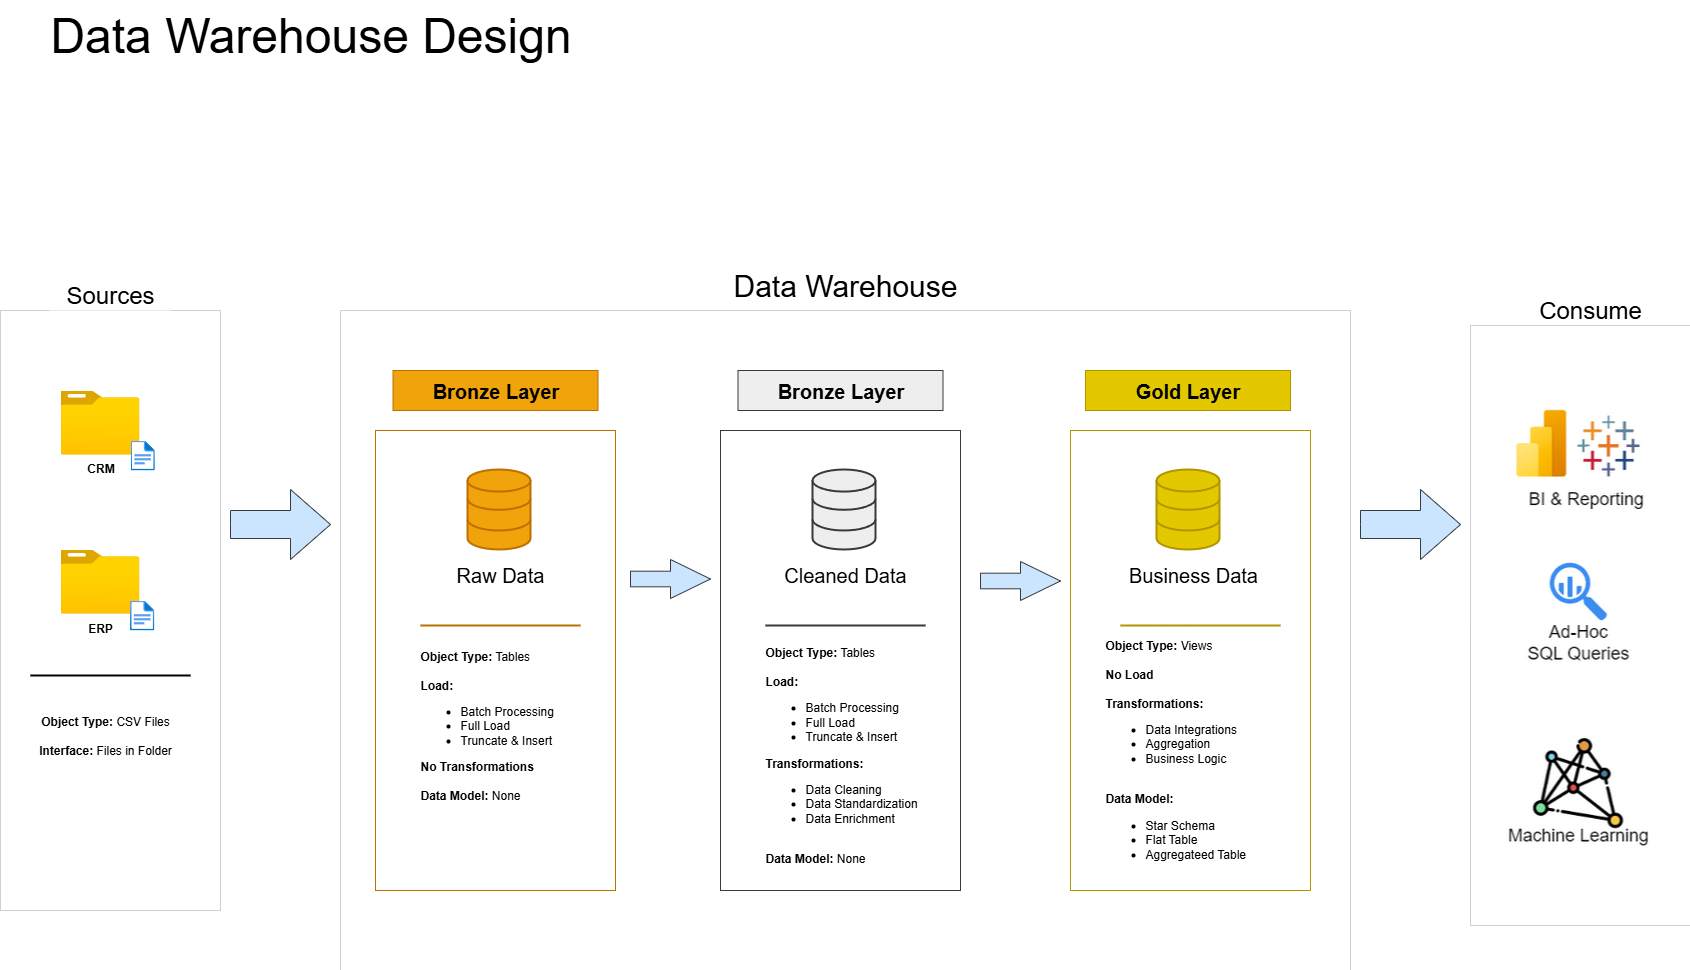 Data Warehouse Design
Sources
CRM
ERP
Object Type: CSV Files
Interface: Files in Folder
Data Warehouse
Bronze Layer
Raw Data
Object Type: Tables
Load:
Batch Processing
Full Load
Truncate & Insert
No Transformations
Data Model: None
Bronze Layer
Cleaned Data
Object Type: Tables
Load:
Batch Processing
Full Load
Truncate & Insert
Transformations:
Data Cleaning
Data Standardization
Data Enrichment
Data Model: None
Gold Layer
Business Data
Object Type: Views
No Load
Transformations:
Data Integrations
Aggregation
Business Logic
Data Model:
Star Schema
Flat Table
Aggregateed Table
Consume
BI & Reporting
Ad-Hoc
SQL Queries
Machine Learning